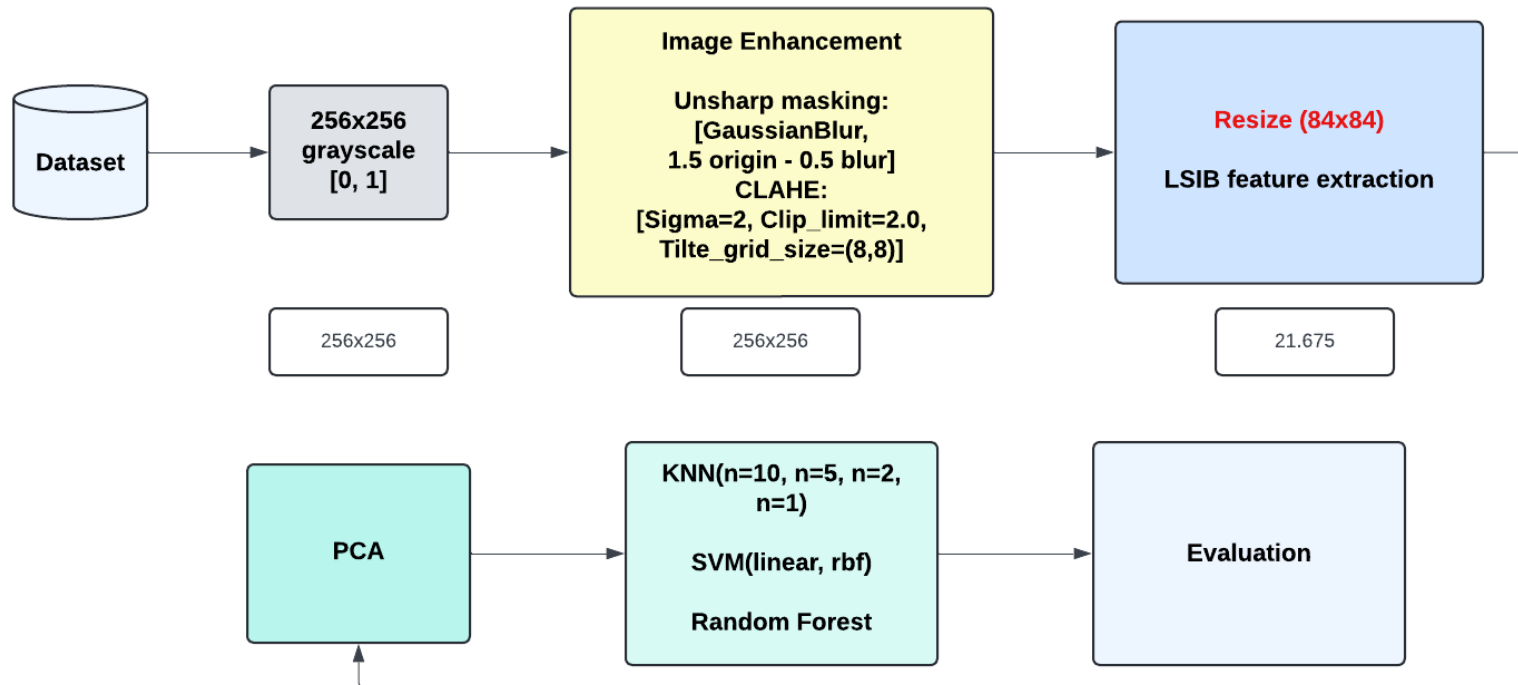 Dataset
256x256
grayscale
[0, 1]
Image Enhancement
Unsharp masking:
[GaussianBlur,
1.5 origin - 0.5 blur]
CLAHE:
[Sigma=2, Clip_limit=2.0,
Tilte_grid_size=(8,8)]
Resize (84x84)
LSIB feature extraction
256x256
256x256
21.675
PCA
KNN(n=10, n=5, n=2,
n=1)
SVM(linear, rbf)
Random Forest
Evaluation